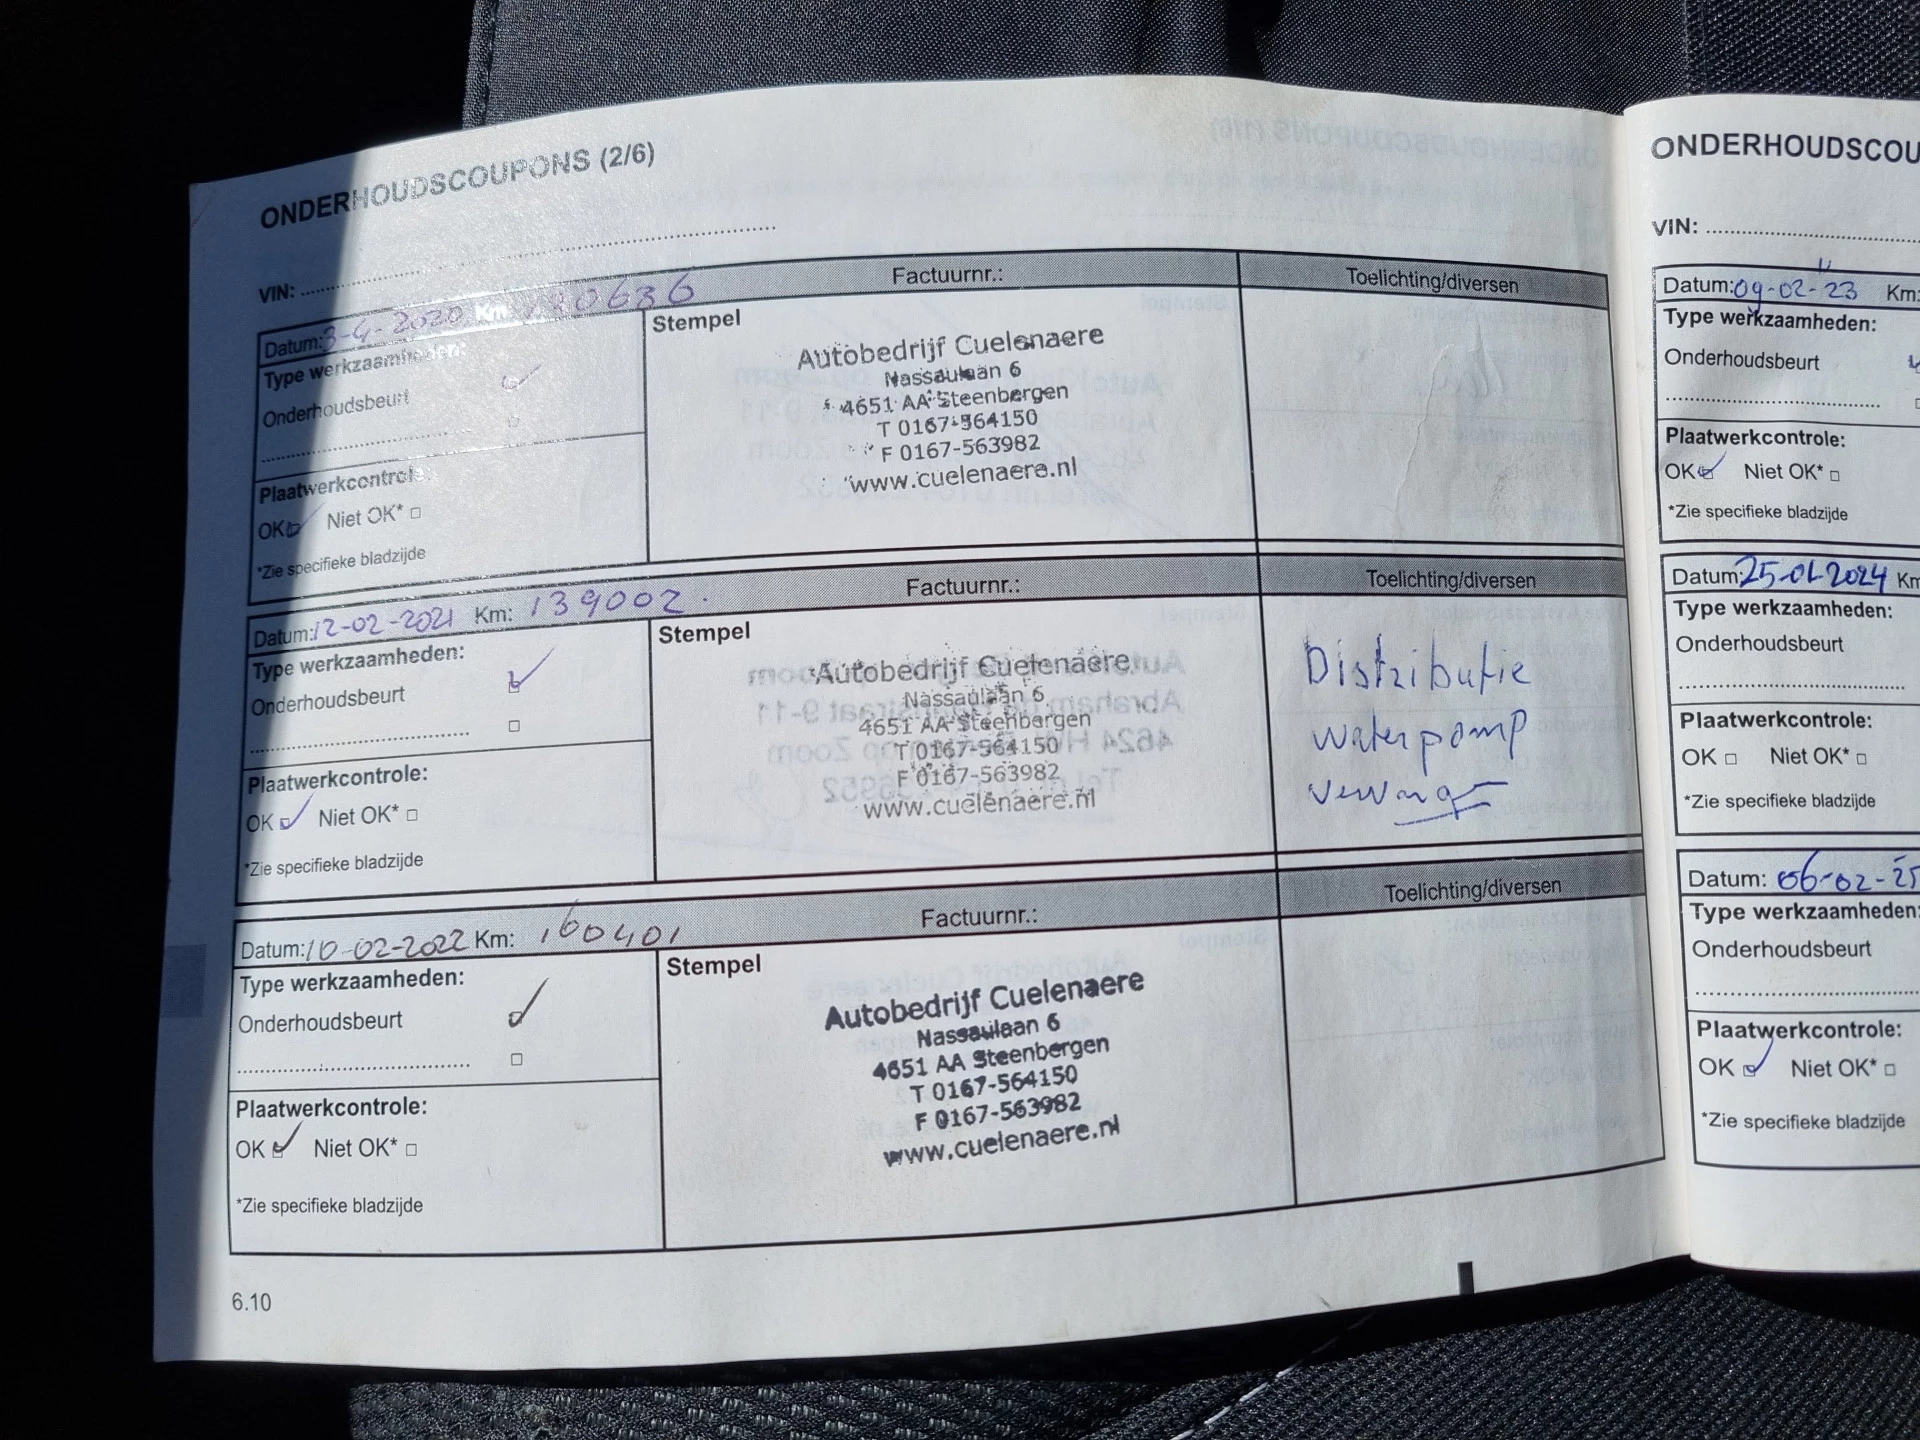 ONDERHOUDSCOUPONS (2/6)
VIN:
Datum: 3-4-2020 Km: 130636 Factuurnr.: Toelichting/diversen
Type werkzaamheden:
Onderhoudsbeurt
Plaatwerkcontrole:
OK Niet OK*
*Zie specifieke bladzijde
Stempel
Autobedrijf Cuelenaere
Nassaulaan 6
4651 AA Steenbergen
T 0167-564150
F 0167-563982
www.cuelenaere.nl
Datum: 12-02-2021 Km: 139002 Factuurnr.: Toelichting/diversen
Type werkzaamheden:
Onderhoudsbeurt
Plaatwerkcontrole:
OK Niet OK*
*Zie specifieke bladzijde
Stempel
Autobedrijf Cuelenaere
Nassaulaan 6
4651 AA Steenbergen
T 0167-564150
F 0167-563982
www.cuelenaere.nl
Distributie
waterpomp
Datum: 10-02-2022 Km: 160401 Factuurnr.: Toelichting/diversen
Type werkzaamheden:
Onderhoudsbeurt
Plaatwerkcontrole:
OK Niet OK*
*Zie specifieke bladzijde
Stempel
Autobedrijf Cuelenaere
Nassaulaan 6
4651 AA Steenbergen
T 0167-564150
F 0167-563982
www.cuelenaere.nl
6.10
ONDERHOUDSCOU
VIN:
Datum: 09-02-23 Km:
Type werkzaamheden:
Onderhoudsbeurt
Plaatwerkcontrole:
OK Niet OK*
*Zie specifieke bladzijde
Datum: 25-01-2024 Km
Type werkzaamheden:
Onderhoudsbeurt
Plaatwerkcontrole:
OK Niet OK*
*Zie specifieke bladzijde
Datum: 06-02-25
Type werkzaamheden:
Onderhoudsbeurt
Plaatwerkcontrole:
OK Niet OK*
*Zie specifieke bladzijde